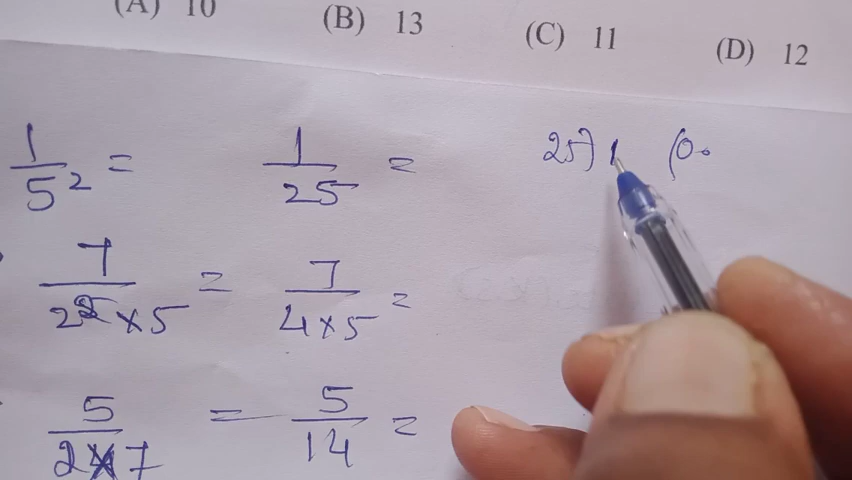 (A) 10 (B) 13 (C) 11 (D) 12
1/5² = 1/25 = 25) 1 (0.
7/2²×5 = 7/4×5 =
5/2×7 = 5/14 =